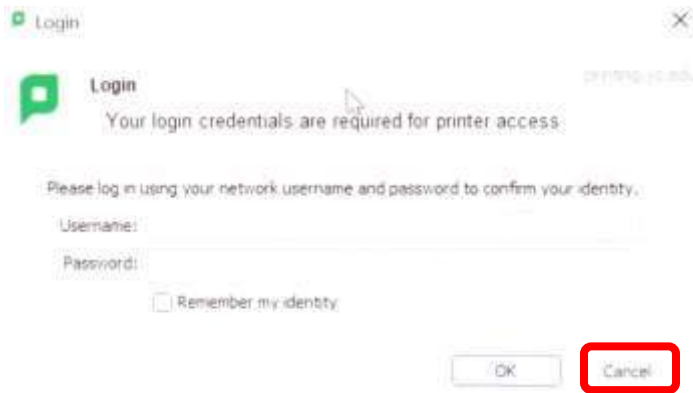 Login
Login
Your login credentials are required for printer access
Please log in using your network username and password to confirm your identity.
Username:
Password:
Remember my identity
OK
Cancel